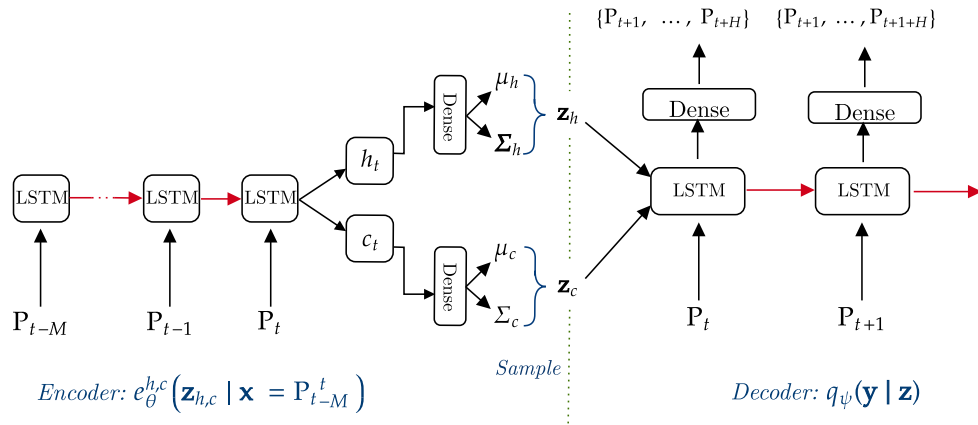 {P_{t+1}, …, P_{t+H}}
{P_{t+1}, …, P_{t+1+H}}
μ_h
Dense
Σ_h
z_h
Dense
Dense
h_t
LSTM
LSTM
LSTM
LSTM
LSTM
c_t
μ_c
Dense
Σ_c
z_c
P_{t−M}
P_{t−1}
P_t
P_t
P_{t+1}
Sample
Encoder: e_θ^{h,c}(z_{h,c} | x = P_{t−M}^t)
Decoder: q_ψ(y | z)